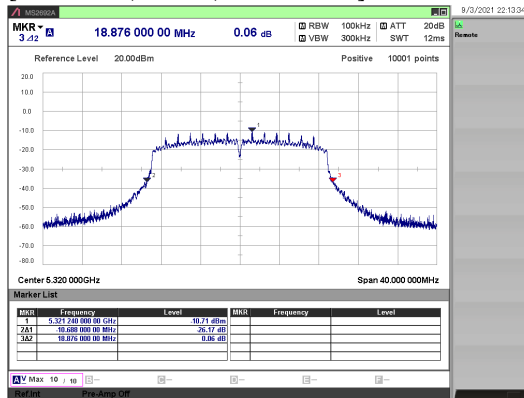 MS2692A
9/3/2021 22:13:34
MKR
3 Δ2
18.876 000 00 MHz
0.06 dB
RBW 100kHz
ATT 20dB
VBW 300kHz
SWT 12ms
Remote
Reference Level 20.00dBm
Positive 10001 points
20.0
10.0
0.0
-10.0
-20.0
-30.0
-40.0
-50.0
-60.0
-70.0
-80.0
1
2
3
Center 5.320 000GHz
Span 40.000 000MHz
Marker List
MKR Frequency Level MKR Frequency Level
1 5.321 240 000 00 GHz -10.71 dBm
2Δ1 -10.688 000 00 MHz -26.17 dB
3Δ2 18.876 000 00 MHz 0.06 dB
A V Max 10 / 10 B -- C -- D -- E -- F --
Ref.Int Pre-Amp Off